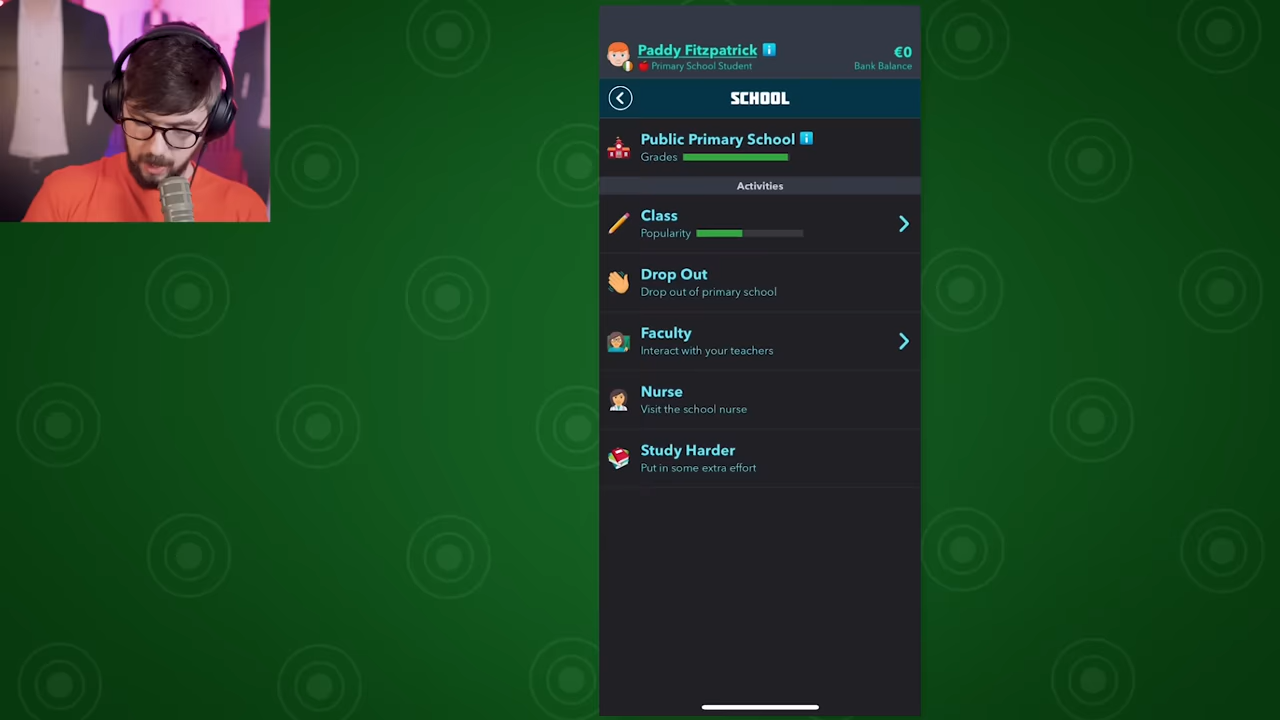 Paddy Fitzpatrick
€0
Primary School Student
Bank Balance
SCHOOL
Public Primary School
Grades
Activities
Class
Popularity
Drop Out
Drop out of primary school
Faculty
Interact with your teachers
Nurse
Visit the school nurse
Study Harder
Put in some extra effort